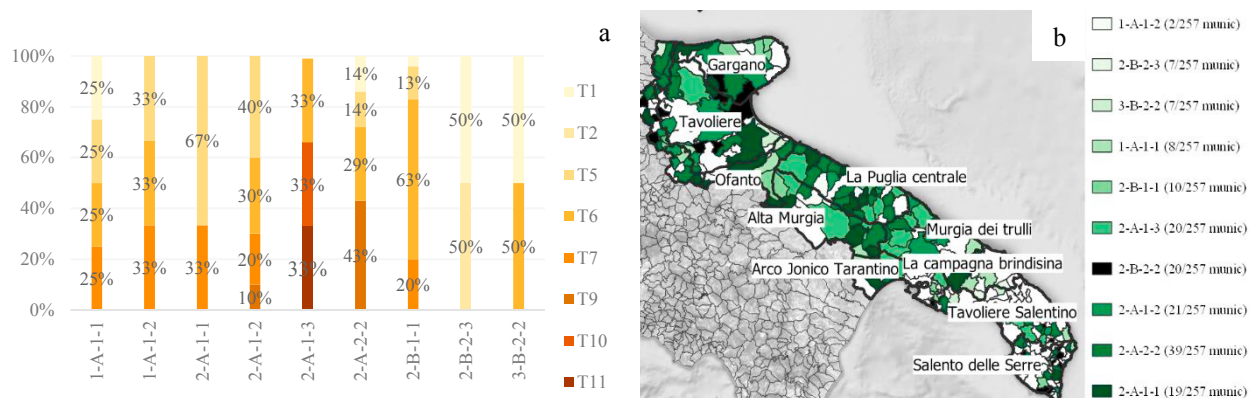 a
100%
80%
60%
40%
20%
0%
25%
25%
25%
25%
33%
33%
33%
67%
33%
40%
30%
20%
10%
33%
33%
33%
14%
14%
29%
43%
13%
63%
20%
50%
50%
50%
50%
1-A-1-1
1-A-1-2
2-A-1-1
2-A-1-2
2-A-1-3
2-A-2-2
2-B-1-1
2-B-2-3
3-B-2-2
T1
T2
T5
T6
T7
T9
T10
T11
b
Gargano
Tavoliere
Ofanto
La Puglia centrale
Alta Murgia
Murgia dei trulli
Arco Jonico Tarantino
La campagna brindisina
Tavoliere Salentino
Salento delle Serre
1-A-1-2 (2/257 munic)
2-B-2-3 (7/257 munic)
3-B-2-2 (7/257 munic)
1-A-1-1 (8/257 munic)
2-B-1-1 (10/257 munic)
2-A-1-3 (20/257 munic)
2-B-2-2 (20/257 munic)
2-A-1-2 (21/257 munic)
2-A-2-2 (39/257 munic)
2-A-1-1 (19/257 munic)